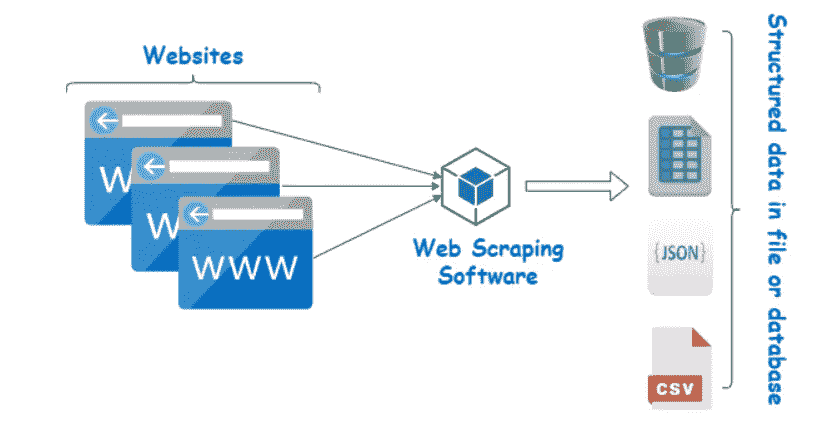 Websites
W
W
WWW
Web Scraping
Software
{JSON}
CSV
Structured data in file or database